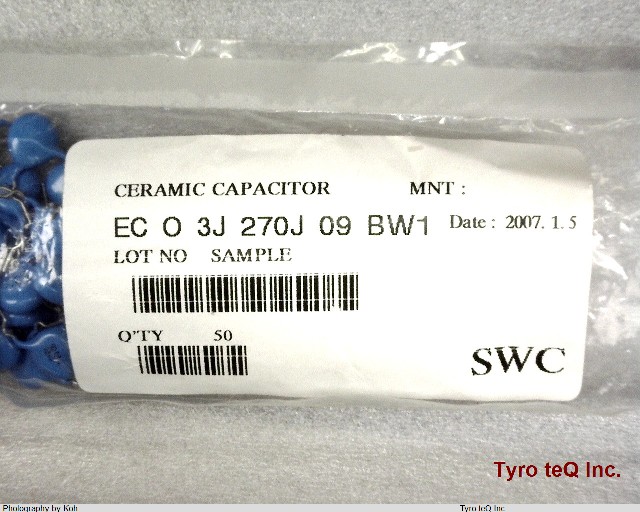 CERAMIC CAPACITOR MNT :
EC O 3J 270J 09 BW1 Date : 2007. 1. 5
LOT NO SAMPLE
Q'TY 50
SWC
Tyro teQ Inc.
Photography by Koh Tyro teQ Inc